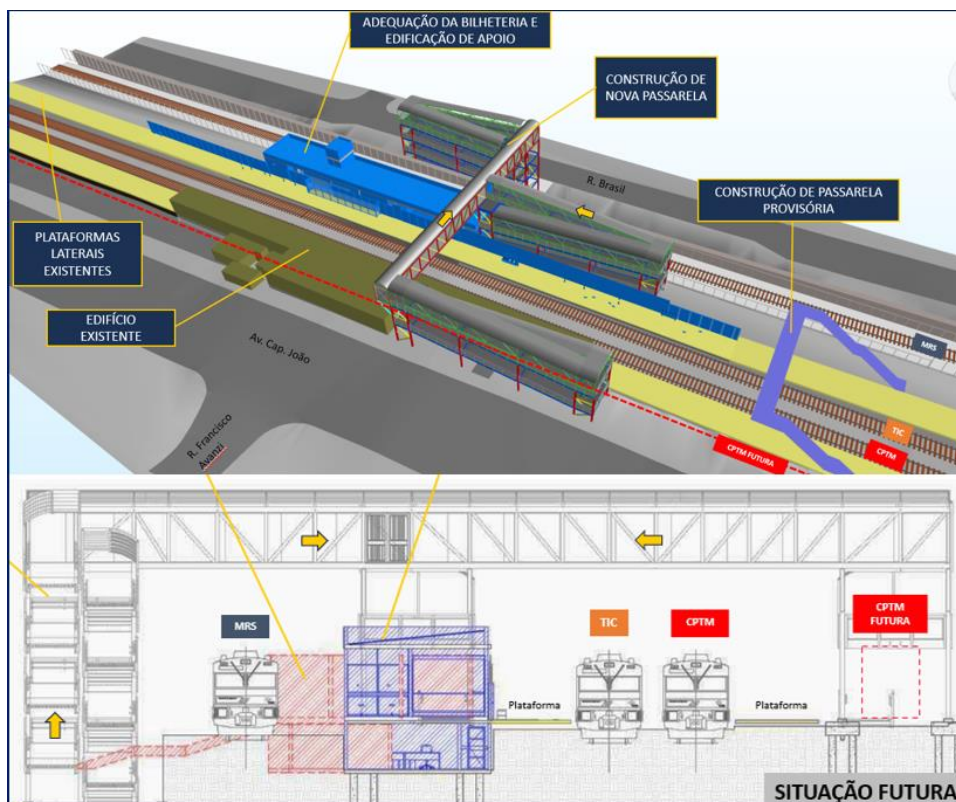 ADEQUAÇÃO DA BILHETERIA E
EDIFICAÇÃO DE APOIO
CONSTRUÇÃO DE
NOVA PASSARELA
R. Brasil
CONSTRUÇÃO DE PASSARELA
PROVISÓRIA
PLATAFORMAS
LATERAIS
EXISTENTES
EDIFÍCIO
EXISTENTE
Av. Cap. João
R. Francisco
Avanzi
MRS
TIC
CPTM
CPTM FUTURA
MRS
TIC
CPTM
CPTM
FUTURA
Plataforma
Plataforma
SITUAÇÃO FUTURA